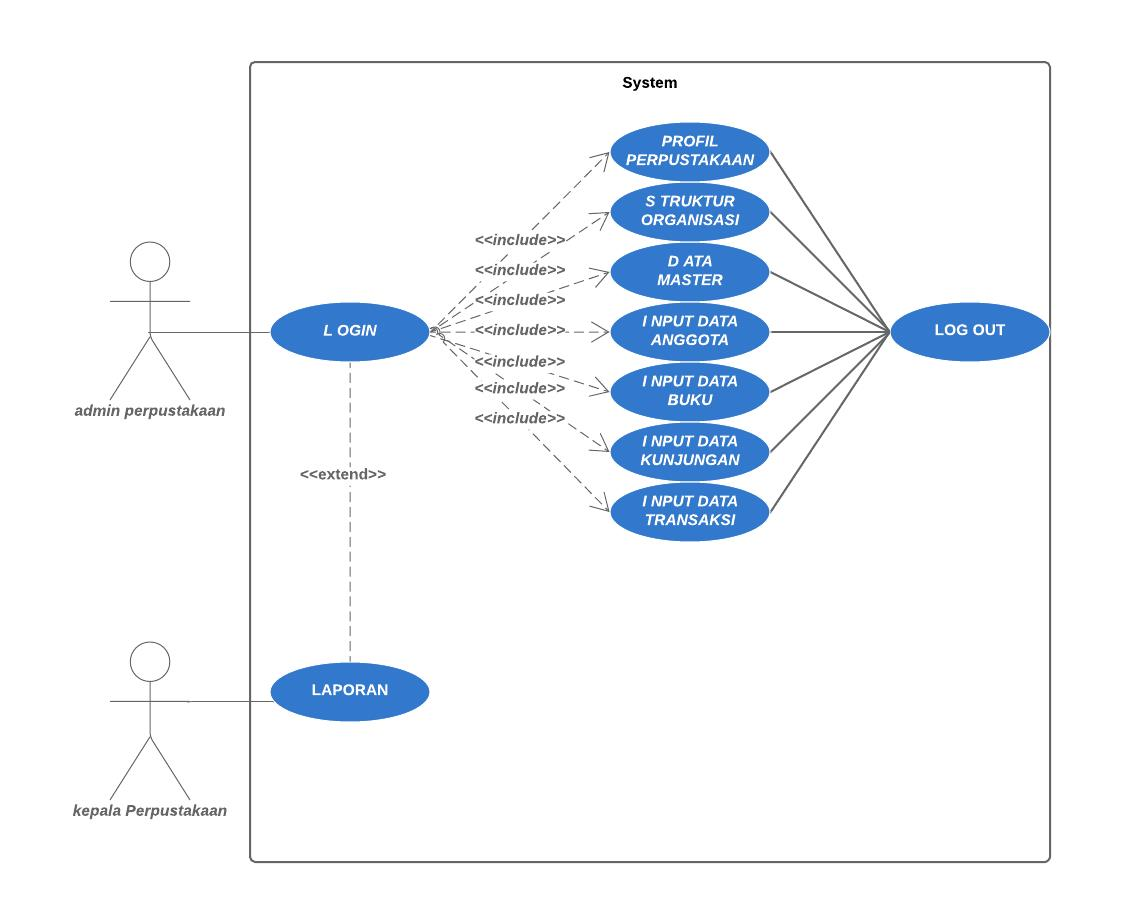 System
PROFIL
PERPUSTAKAAN
S TRUKTUR
ORGANISASI
<<include>>
<<include>>
D ATA
MASTER
<<include>>
L OGIN
<<include>>
I NPUT DATA
ANGGOTA
LOG OUT
<<include>>
<<include>>
I NPUT DATA
BUKU
admin perpustakaan
<<include>>
I NPUT DATA
KUNJUNGAN
<<extend>>
I NPUT DATA
TRANSAKSI
LAPORAN
kepala Perpustakaan